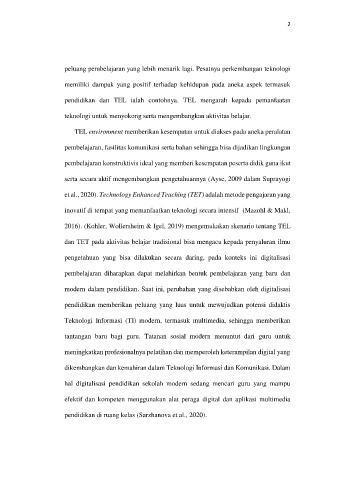 2
peluang pembelajaran yang lebih menarik lagi. Pesatnya perkembangan teknologi
memiliki dampak yang positif terhadap kehidupan pada aneka aspek termasuk
pendidikan dan TEL ialah contohnya. TEL mengarah kepada pemanfaatan
teknologi untuk menyokong serta mengembangkan aktivitas belajar.
TEL environment memberikan kesempatan untuk diakses pada aneka peralatan
pembelajaran, fasilitas komunikasi serta bahan sehingga bisa dijadikan lingkungan
pembelajaran konstruktivis ideal yang memberi kesempatan peserta didik guna ikut
serta secara aktif mengembangkan pengetahuannya (Ayse, 2009 dalam Suprayogi
et al., 2020). Technology Enhanced Teaching (TET) adalah metode pengajaran yang
inovatif di tempat yang memanfaatkan teknologi secara intensif (Mazohl & Makl,
2016). (Kohler, Wollersheim & Igel, 2019) mengemukakan skenario tentang TEL
dan TET pada aktivitas belajar tradisional bisa mengacu kepada penyaluran ilmu
pengetahuan yang bisa dilakukan secara daring, pada konteks ini digitalisasi
pembelajaran diharapkan dapat melahirkan bentuk pembelajaran yang baru dan
modern dalam pendidikan. Saat ini, perubahan yang disebabkan oleh digitalisasi
pendidikan memberikan peluang yang luas untuk mewujudkan potensi didaktis
Teknologi Informasi (TI) modern, termasuk multimedia, sehingga memberikan
tantangan baru bagi guru. Tatanan sosial modern menuntut dari guru untuk
meningkatkan profesionalnya pelatihan dan memperoleh keterampilan digital yang
dikembangkan dan kemahiran dalam Teknologi Informasi dan Komunikasi. Dalam
hal digitalisasi pendidikan sekolah modern sedang mencari guru yang mampu
efektif dan kompeten menggunakan alat peraga digital dan aplikasi multimedia
pendidikan di ruang kelas (Sarzhanova et al., 2020).